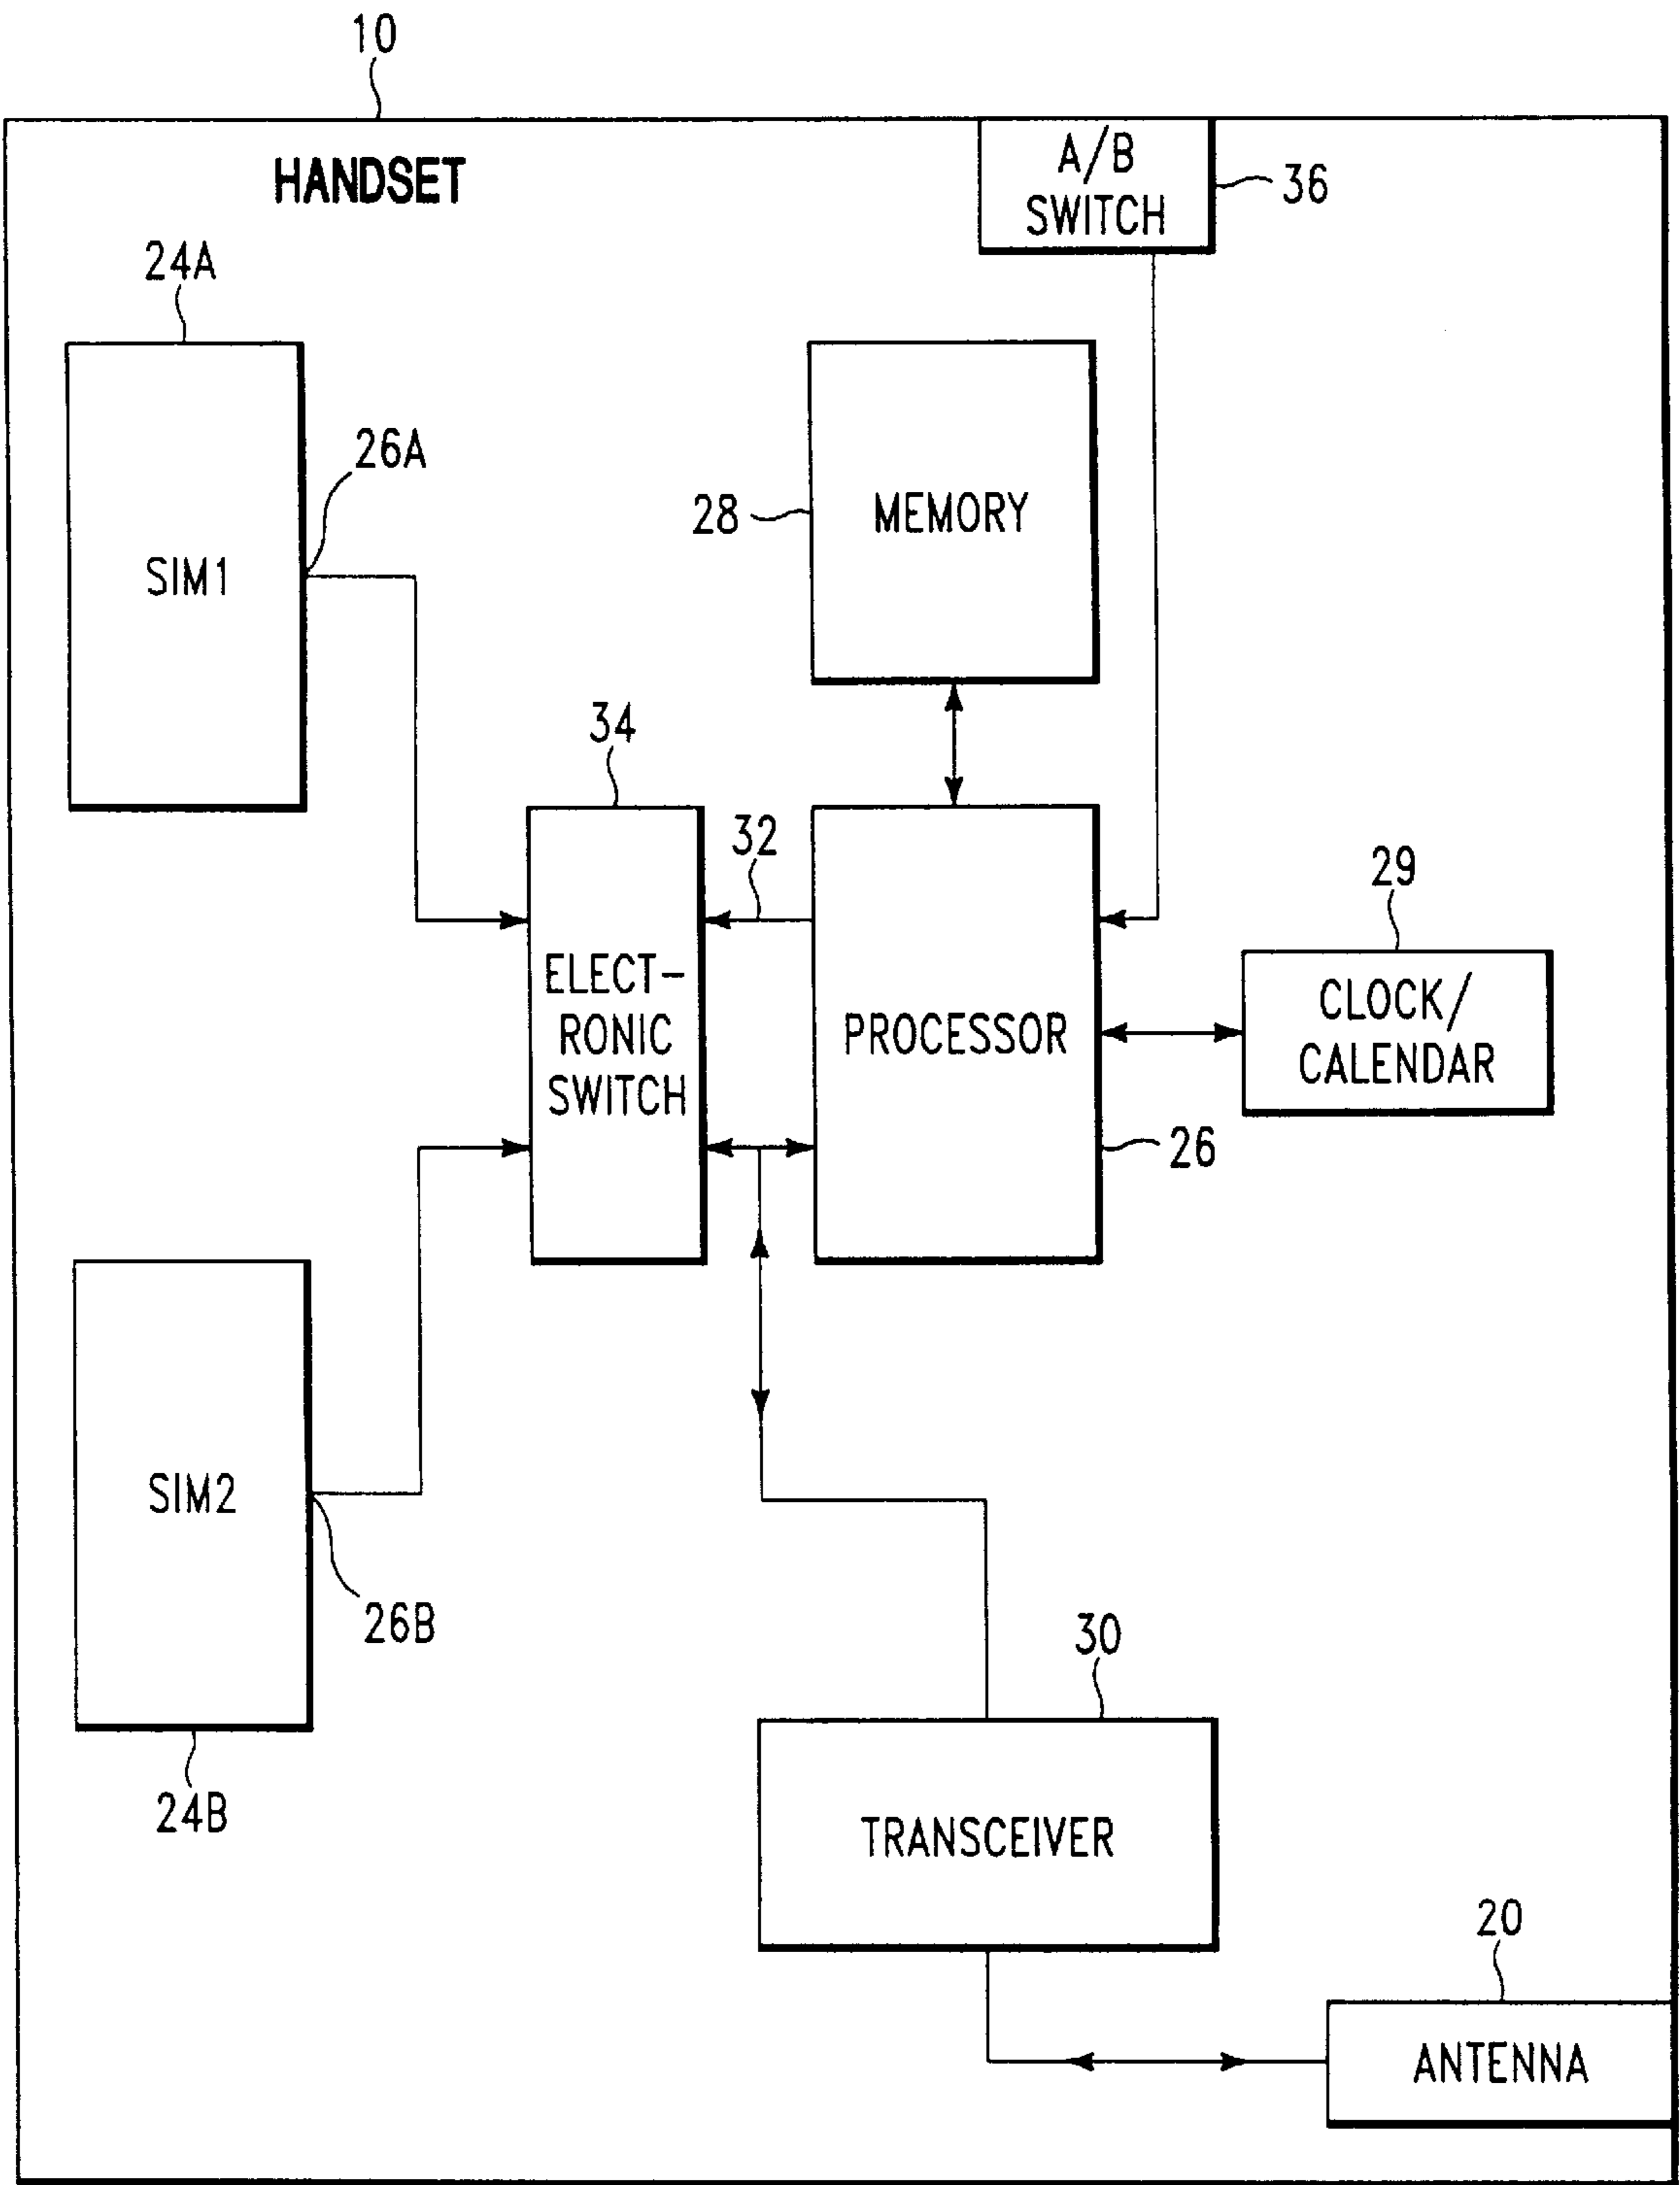 10
HANDSET
A/B
SWITCH
36
24A
26A
SIM1
28
MEMORY
34
32
29
ELECT-
RONIC
SWITCH
PROCESSOR
CLOCK/
CALENDAR
26
SIM2
26B
24B
30
TRANSCEIVER
20
ANTENNA